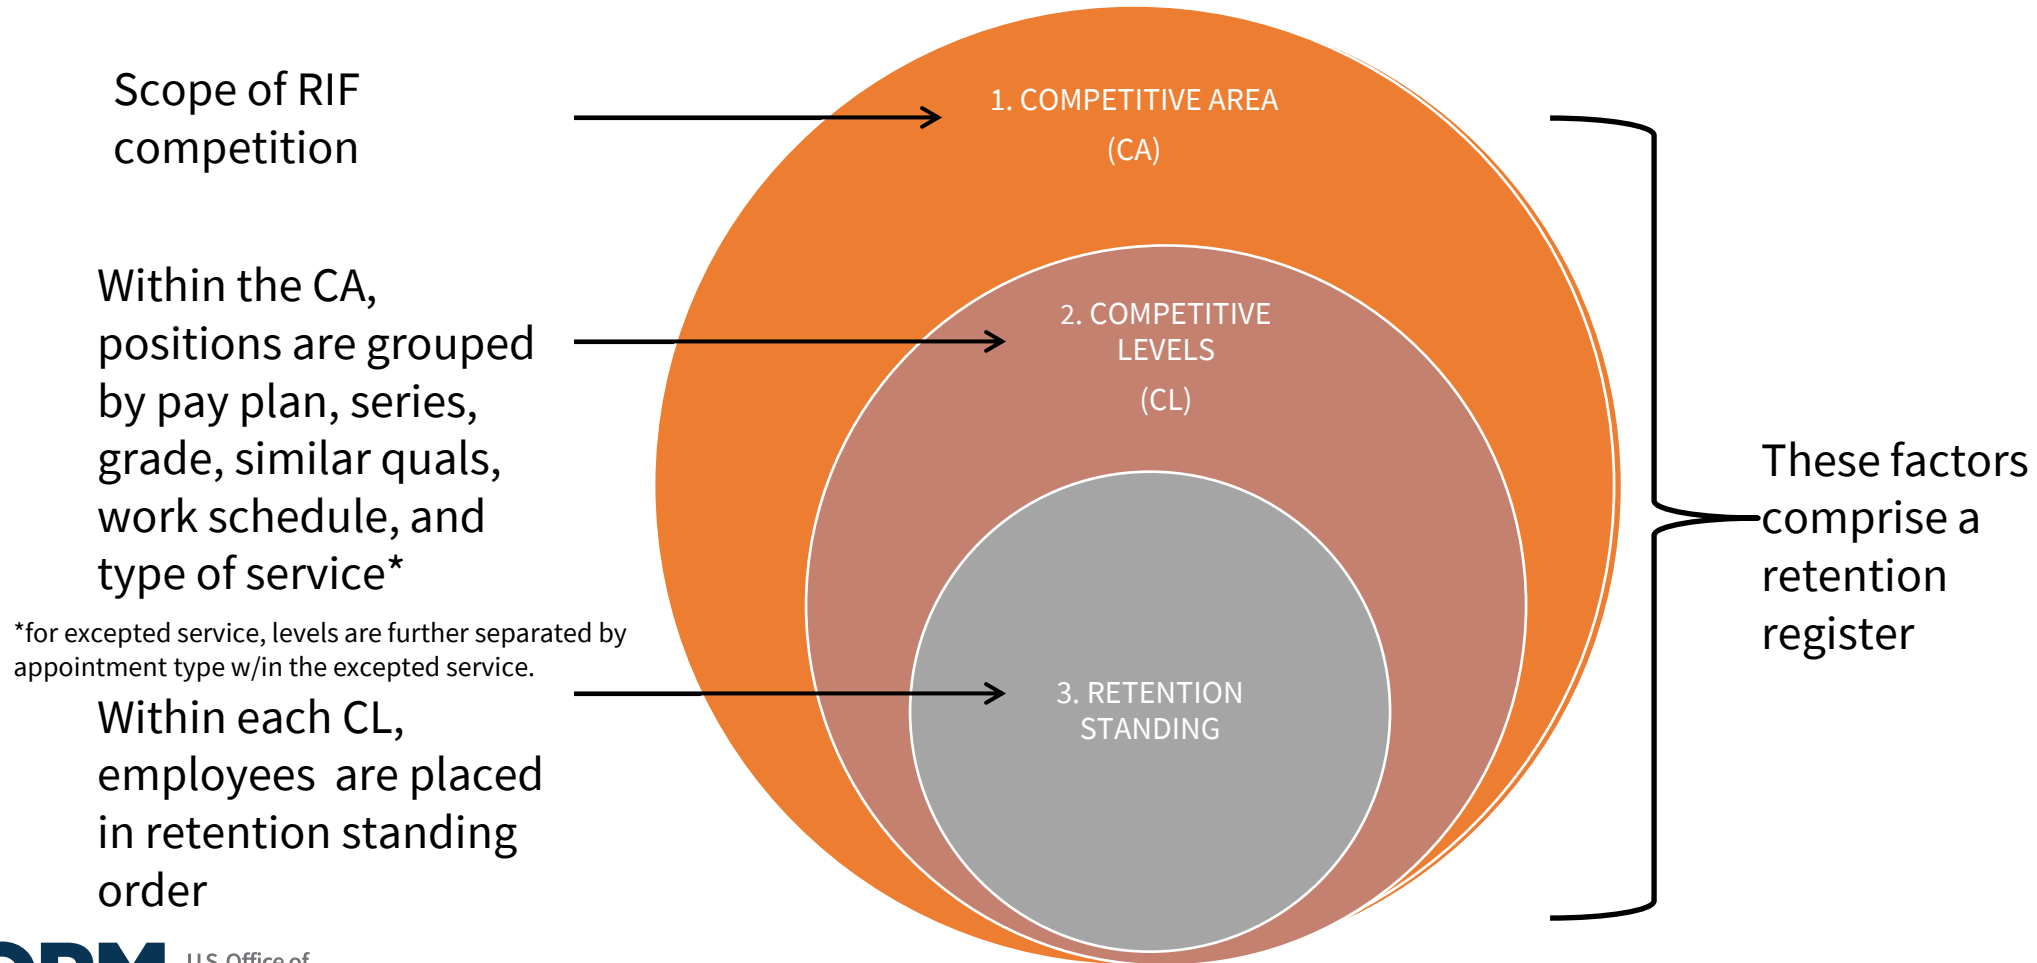 Scope of RIF
competition
1. COMPETITIVE AREA
(CA)
Within the CA,
positions are grouped
by pay plan, series,
grade, similar quals,
work schedule, and
type of service*
*for excepted service, levels are further separated by
appointment type w/in the excepted service.
2. COMPETITIVE
LEVELS
(CL)
Within each CL,
employees are placed
in retention standing
order
3. RETENTION
STANDING
These factors
comprise a
retention
register
OPM
U.S. Office of